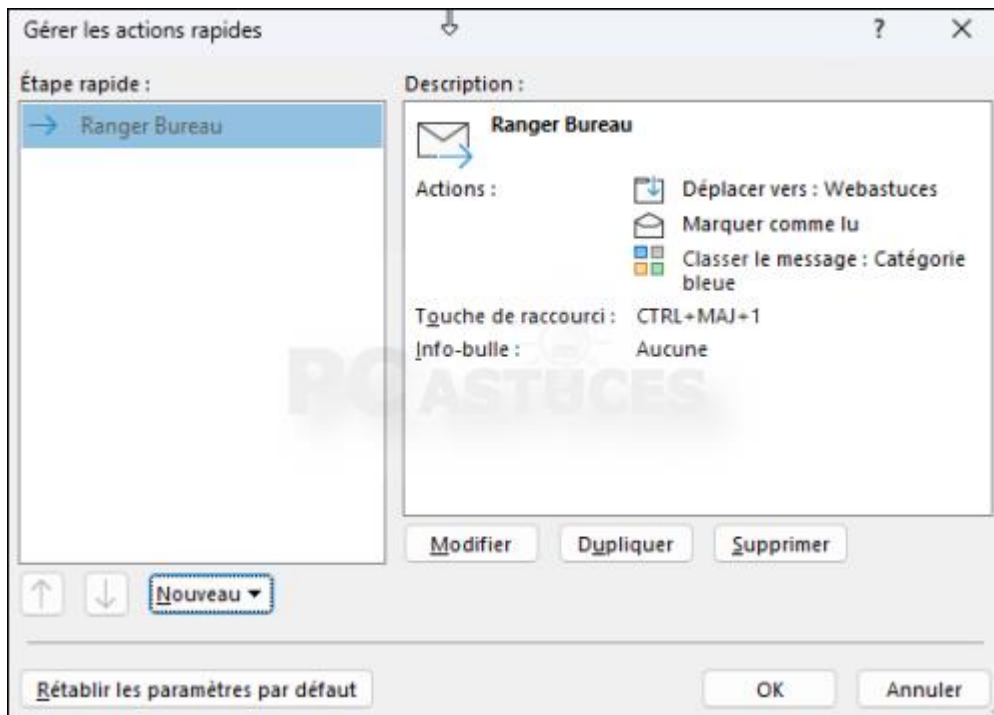 Gérer les actions rapides
?
Étape rapide :
Description :
Ranger Bureau
Ranger Bureau
Actions :
Déplacer vers : Webastuces
Marquer comme lu
Classer le message : Catégorie
bleue
Touche de raccourci :
CTRL+MAJ+1
Info-bulle :
Aucune
PC ASTUCES
Modifier
Dupliquer
Supprimer
Nouveau
Rétablir les paramètres par défaut
OK
Annuler